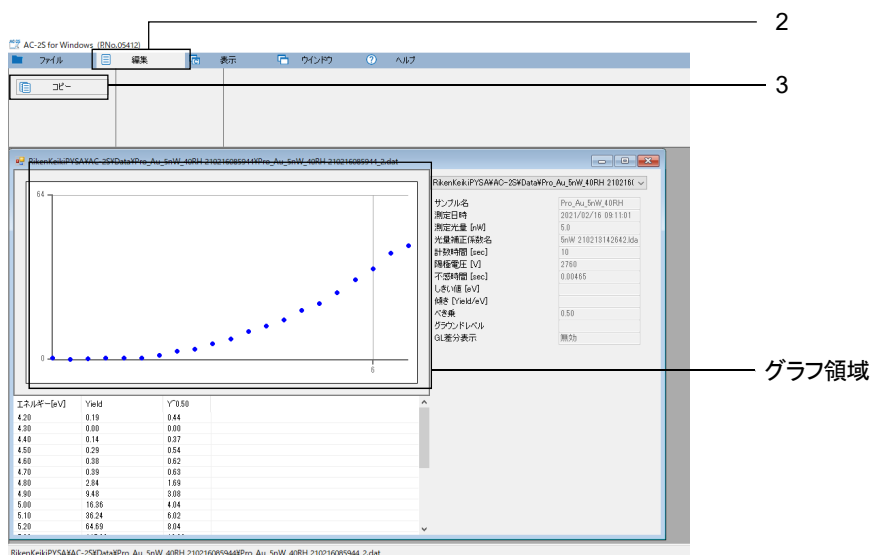 2
AC-2S for Windows (RNo.05412)
ファイル 編集 表示 ウインドウ ヘルプ
コピー
3
RikenKeikiPYSA¥AC-2S¥Data¥Pro_Au_5nW_40RH 210216085944¥Pro_Au_5nW_40RH 210216085944_2.dat
RikenKeikiPYSA¥AC-2S¥Data¥Pro_Au_5nW_40RH 210216(
64
0
6
サンプル名 Pro_Au_5nW_40RH
測定日時 2021/02/16 09:11:01
測定光量 [nW] 5.0
光量補正係数名 5nW 210213142642.lda
計数時間 [sec] 10
陽極電圧 [V] 2760
不感時間 [sec] 0.00465
しきい値 [eV]
傾き [Yield/eV]
べき乗 0.50
グラウンドレベル
GL差分表示 無効
グラフ領域
エネルギー[eV] Yield Y^0.50
4.20 0.19 0.44
4.30 0.00 0.00
4.40 0.14 0.37
4.50 0.29 0.54
4.60 0.38 0.62
4.70 0.39 0.63
4.80 2.84 1.69
4.90 9.48 3.08
5.00 16.36 4.04
5.10 36.24 6.02
5.20 64.69 8.04
RikenKeikiPYSA¥AC-2S¥Data¥Pro_Au_5nW_40RH 210216085944¥Pro_Au_5nW_40RH 210216085944_2.dat